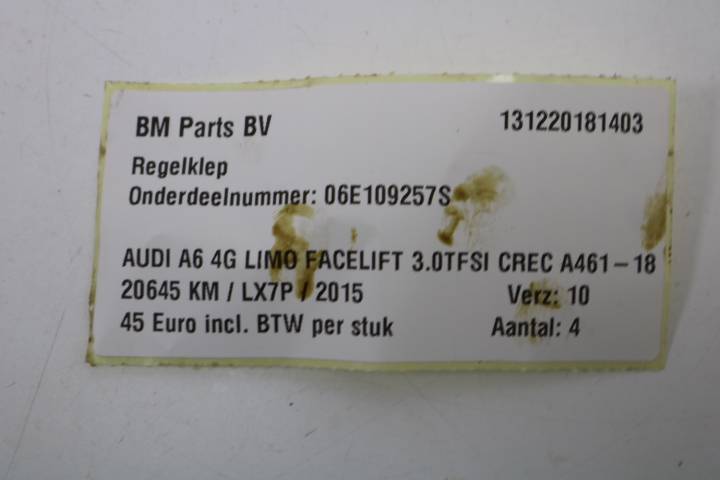 BM Parts BV 131220181403
Regelklep
Onderdeelnummer: 06E109257S
AUDI A6 4G LIMO FACELIFT 3.0TFSI CREC A461-18
20645 KM / LX7P / 2015 Verz: 10
45 Euro incl. BTW per stuk Aantal: 4